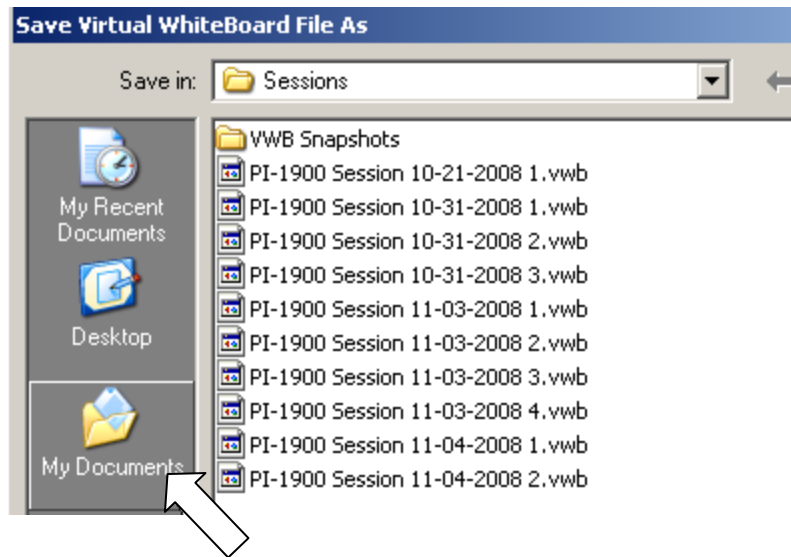 Save Virtual WhiteBoard File As
Save in: Sessions
My Recent
Documents
Desktop
My Documents
VWB Snapshots
PI-1900 Session 10-21-2008 1.vwb
PI-1900 Session 10-31-2008 1.vwb
PI-1900 Session 10-31-2008 2.vwb
PI-1900 Session 10-31-2008 3.vwb
PI-1900 Session 11-03-2008 1.vwb
PI-1900 Session 11-03-2008 2.vwb
PI-1900 Session 11-03-2008 3.vwb
PI-1900 Session 11-03-2008 4.vwb
PI-1900 Session 11-04-2008 1.vwb
PI-1900 Session 11-04-2008 2.vwb